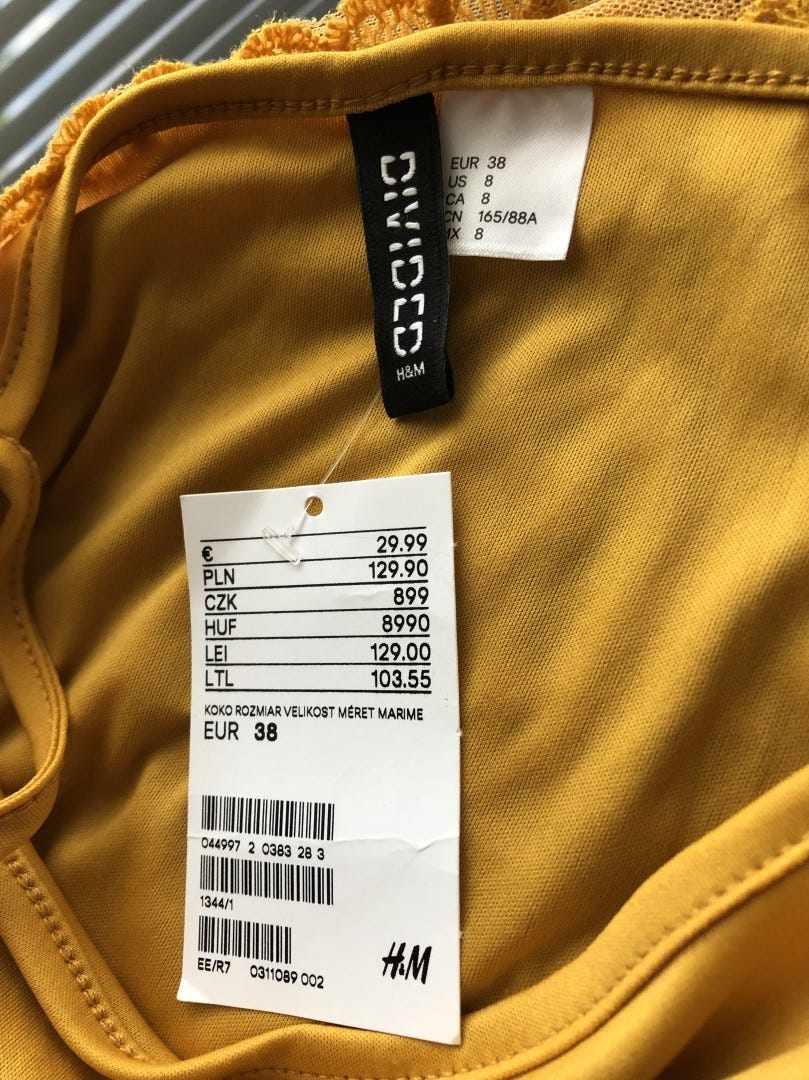 DIVIDED
H&M
EUR 38
US 8
CA 8
CN 165/88A
MX 8
€ 29.99
PLN 129.90
CZK 899
HUF 8990
LEI 129.00
LTL 103.55
KOKO ROZMIAR VELIKOST MÉRET MARIME
EUR 38
044997 2 0383 28 3
1344/1
EE/R7 0311089 002
H&M